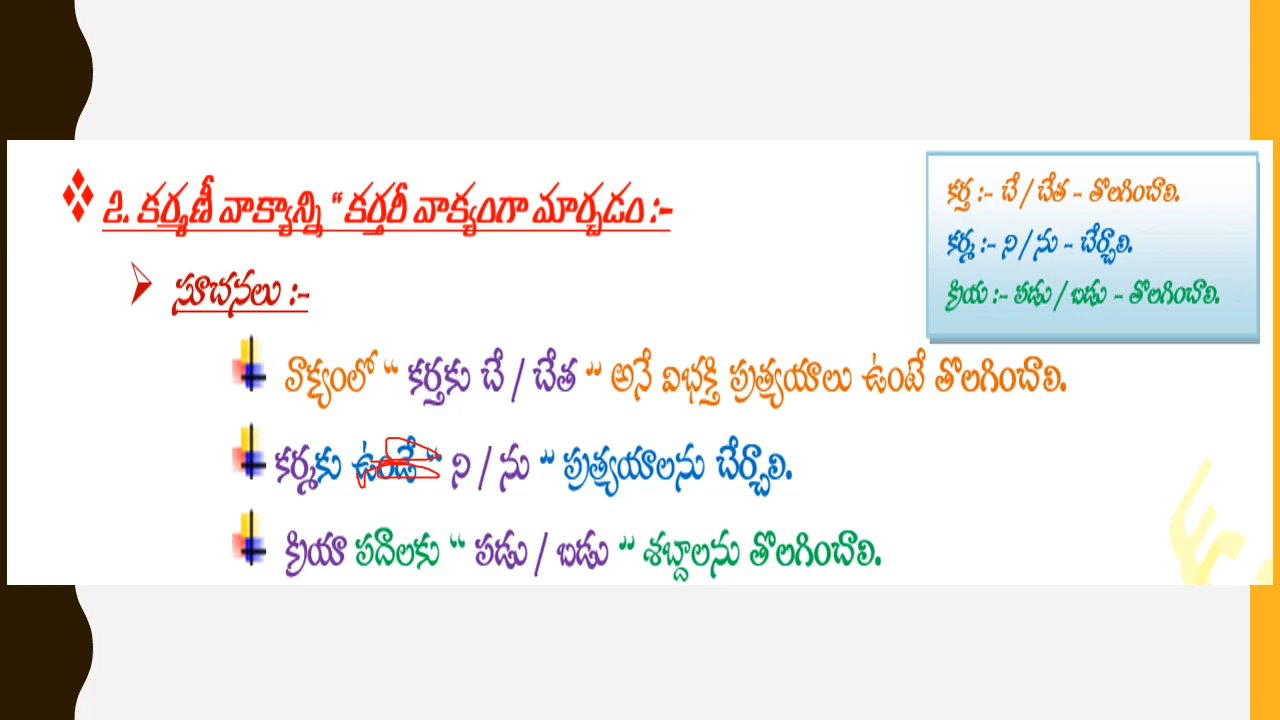 2. కర్మణీ వాక్యాన్ని “కర్తరీ వాక్యంగా మార్చడం :-
కర్త :- చే / చేత - తొలగించాలి.
కర్మ :- ని / ను - చేర్చాలి.
క్రియ :- పడు / బడు - తొలగించాలి.
సూచనలు :-
వాక్యంలో “ కర్తకు చే / చేత ” అనే విభక్తి ప్రత్యయాలు ఉంటే తొలగించాలి.
కర్మకు ఉండే “ ని / ను ” ప్రత్యయాలను చేర్చాలి.
క్రియా పదాలకు “ పడు / బడు ” శబ్దాలను తొలగించాలి.